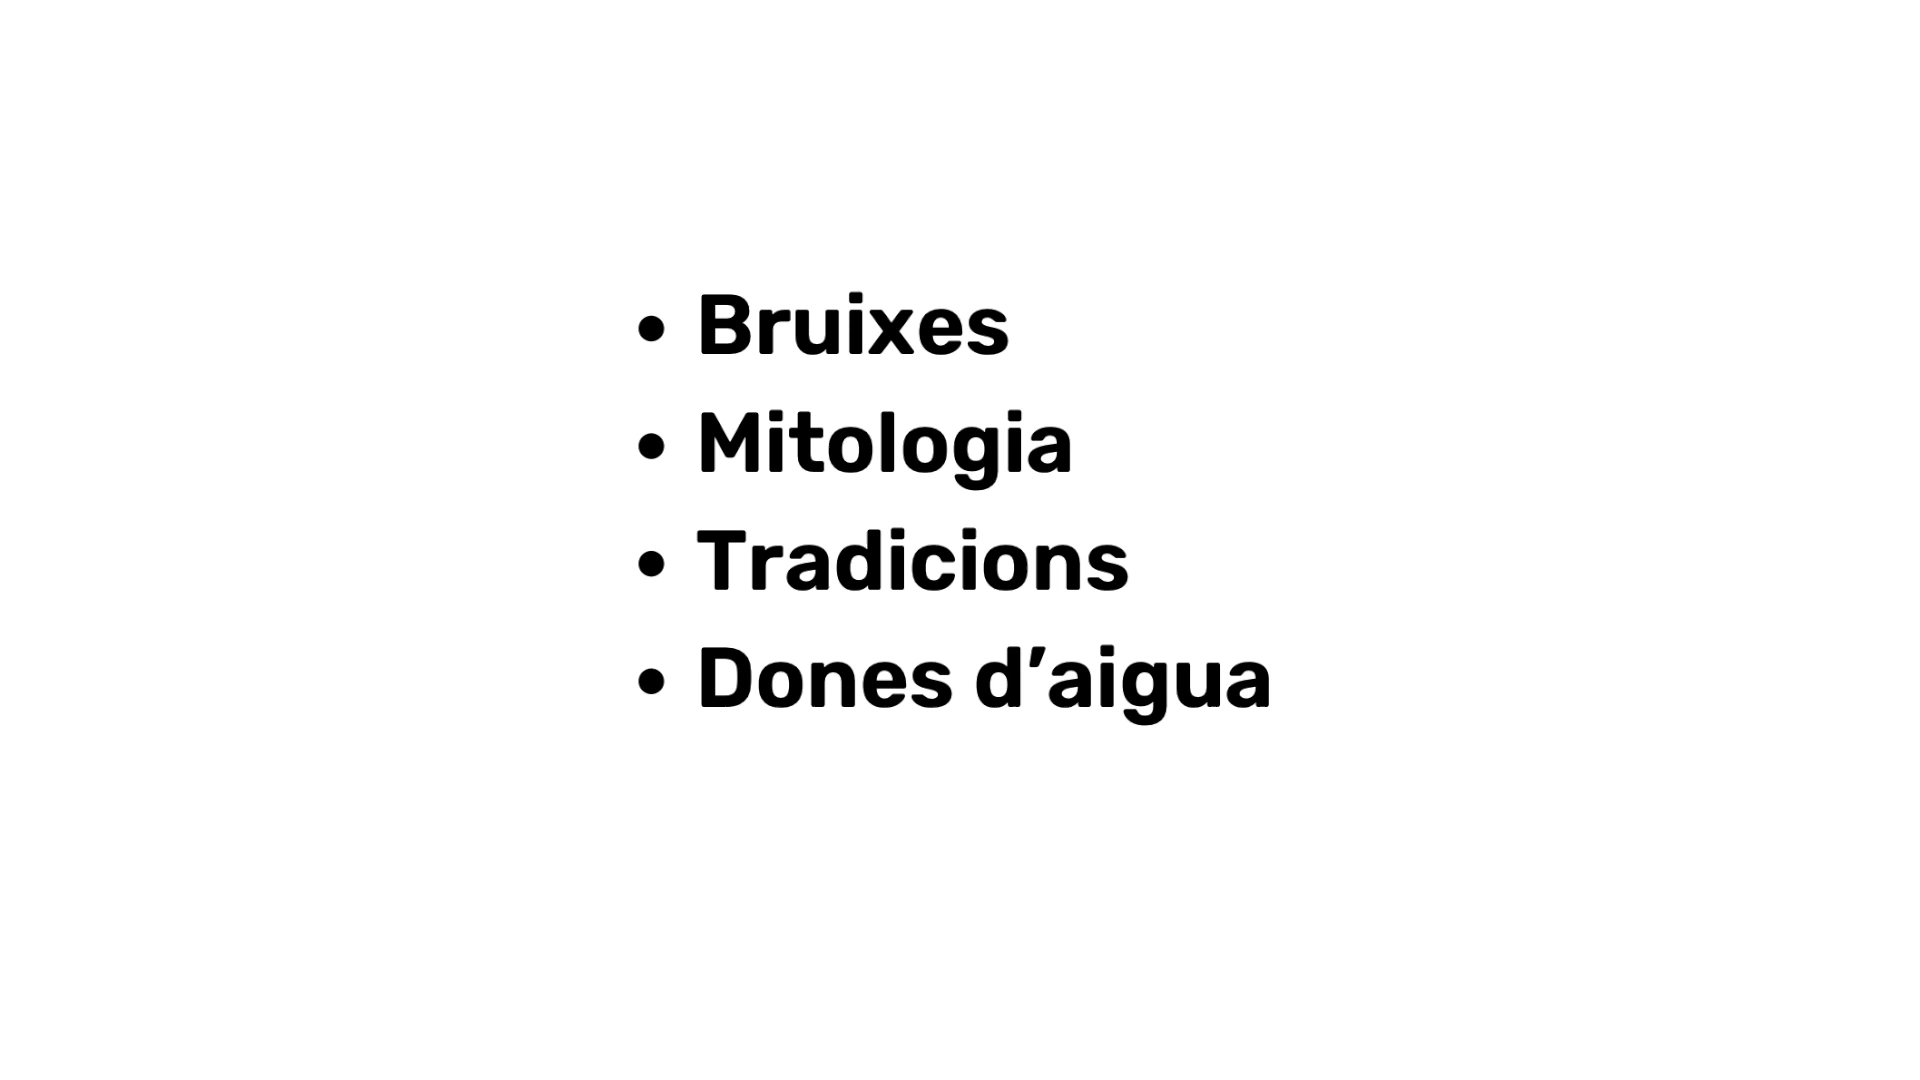 • Bruixes
• Mitologia
• Tradicions
• Dones d’aigua